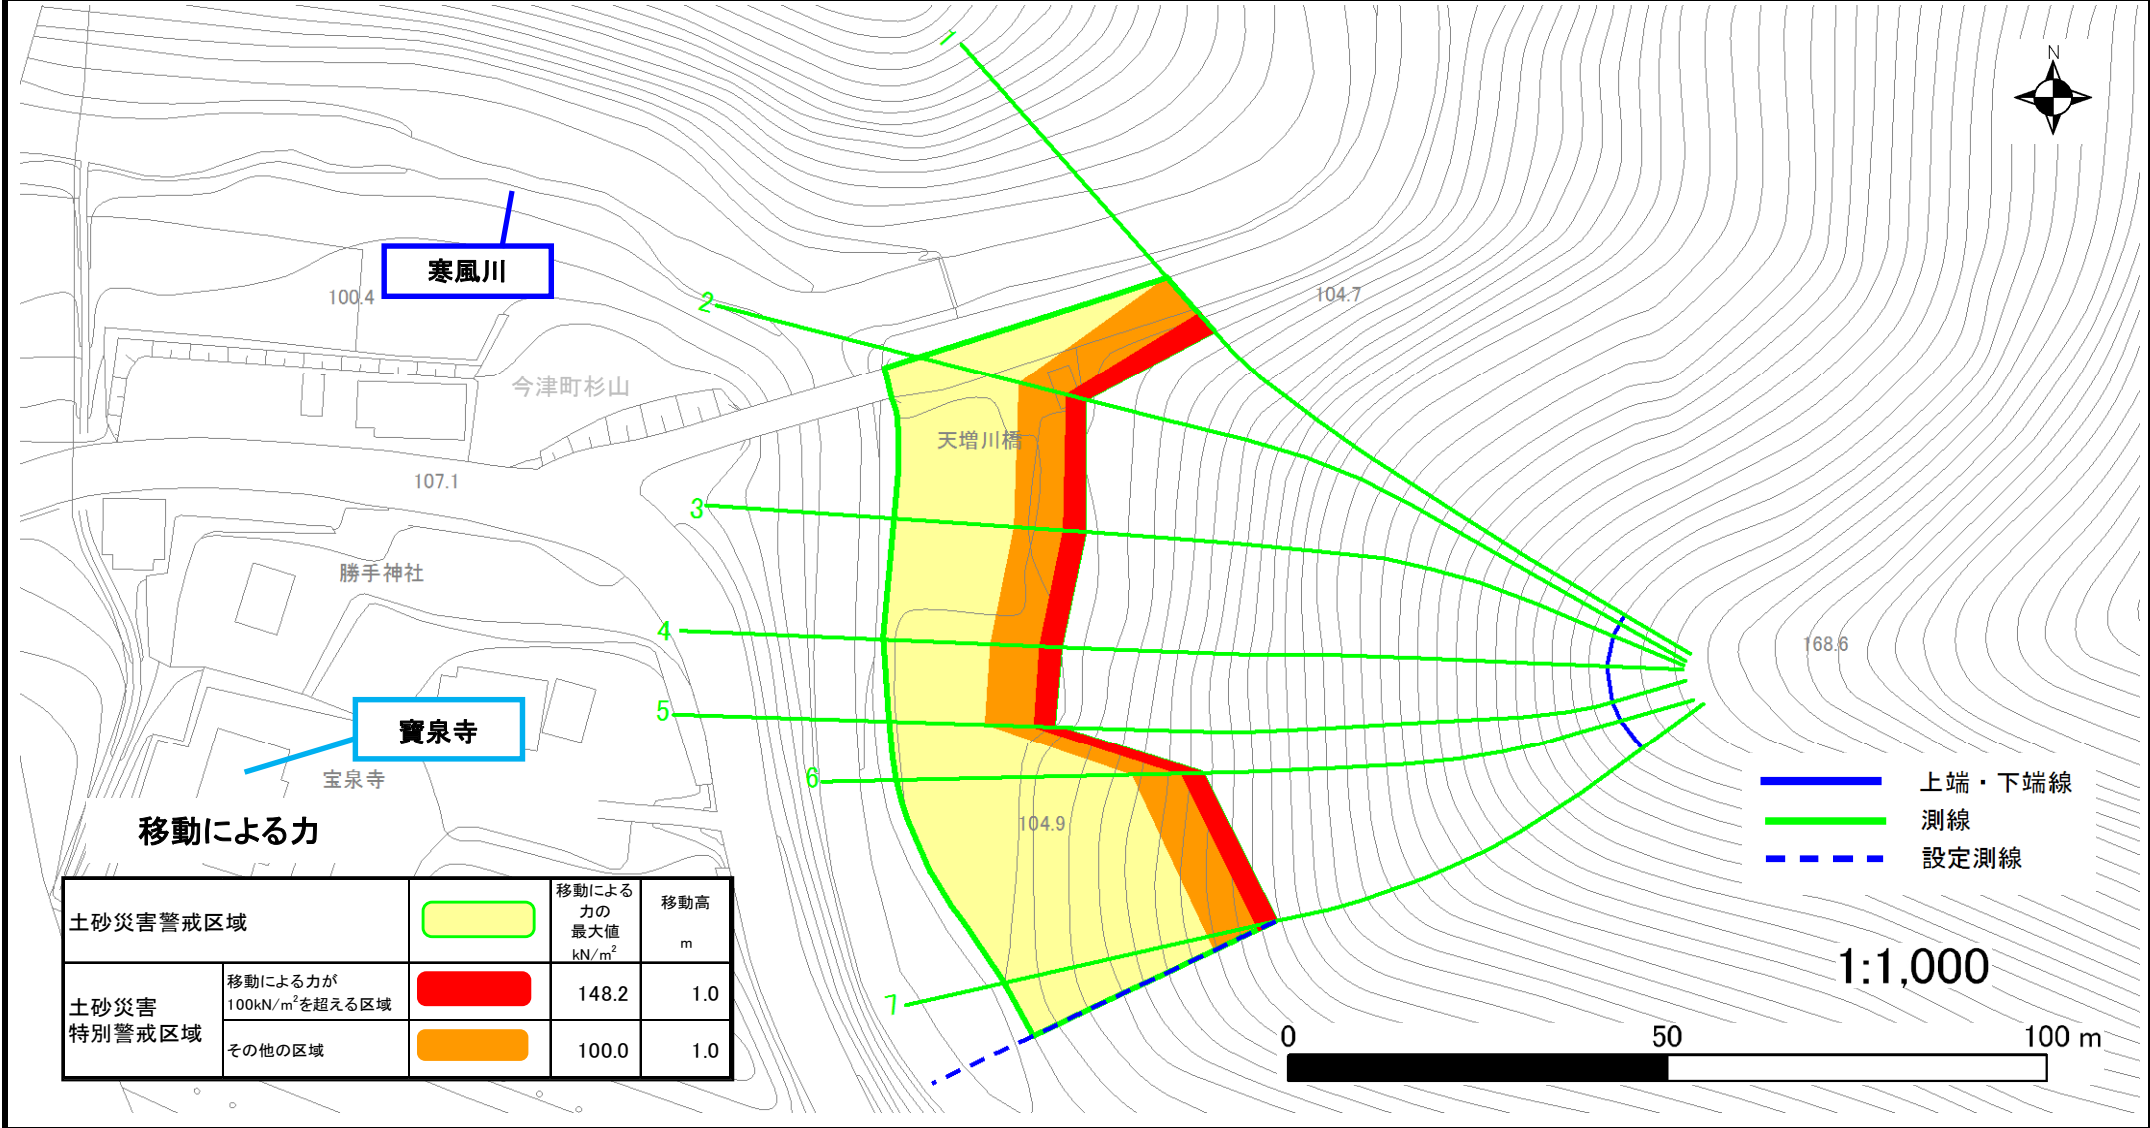 1
N
寒風川
100.4
2
104.7
今津町杉山
天増川橋
107.1
3
勝手神社
4
168.6
5
寳泉寺
宝泉寺
6
104.9
7
上端・下端線
測線
設定測線
移動による力
土砂災害警戒区域
移動による
力の
最大値
kN/m²
移動高
m
土砂災害
特別警戒区域
移動による力が
100kN/m²を超える区域
148.2
1.0
その他の区域
100.0
1.0
1:1,000
0
50
100 m